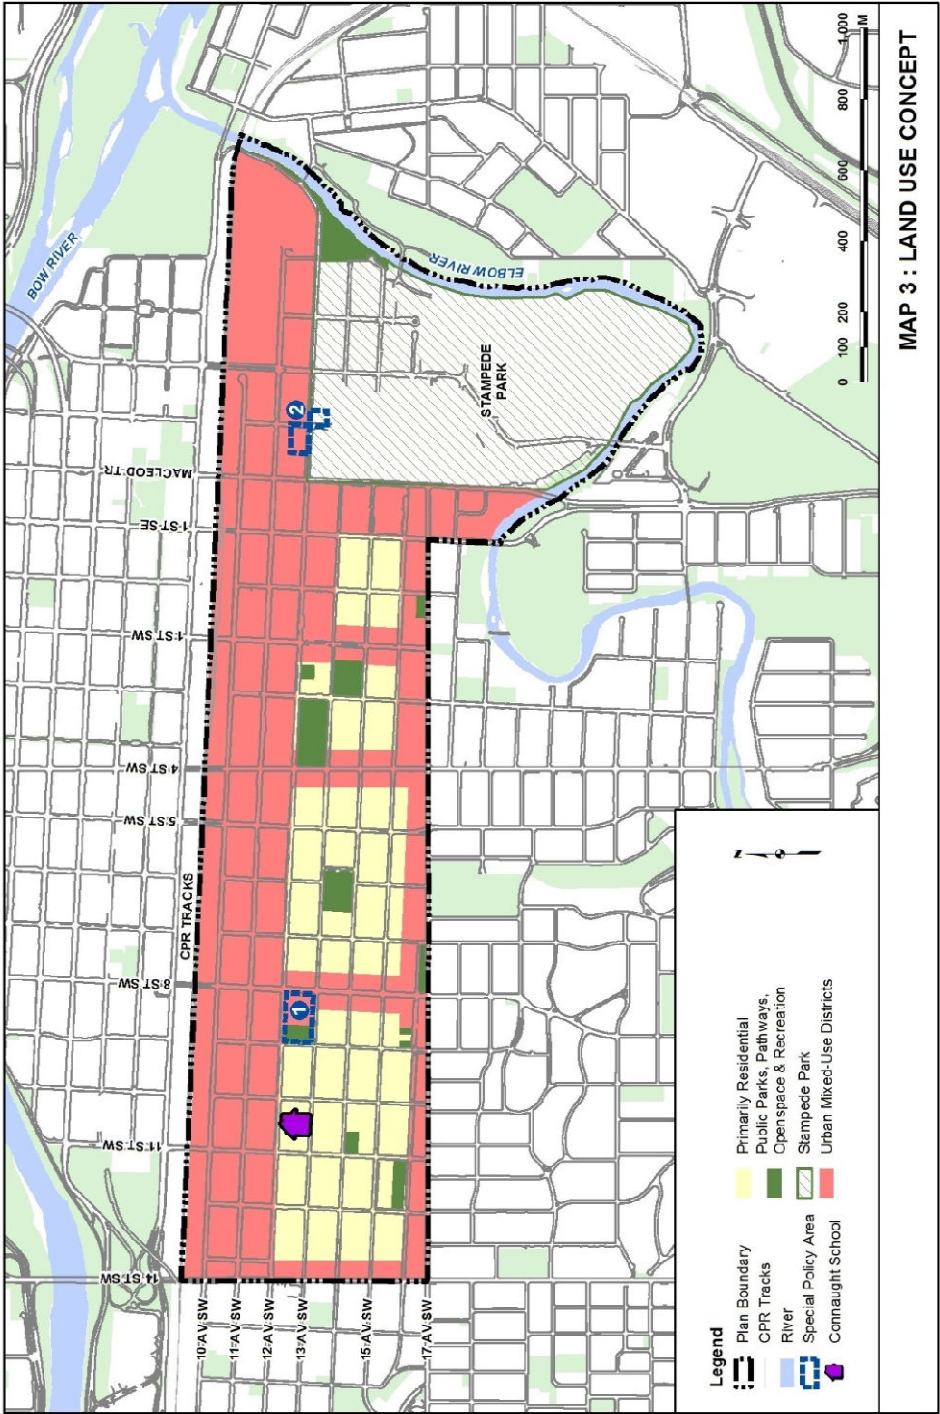 BOW RIVER
MACLEOD TR
1 ST SE
1 ST SW
4 ST SW
5 ST SW
8 ST SW
11 ST SW
14 ST SW
CPR TRACKS
10 AV SW
11 AV SW
12 AV SW
13 AV SW
15 AV SW
17 AV SW
1
2
STAMPEDE
PARK
ELBOW RIVER
Legend
Plan Boundary
CPR Tracks
River
Special Policy Area
Connaught School
Primarily Residential
Public Parks, Pathways,
Openspace & Recreation
Stampede Park
Urban Mixed-Use Districts
N
0 100 200 400 600 800 1,000
M
MAP 3 : LAND USE CONCEPT